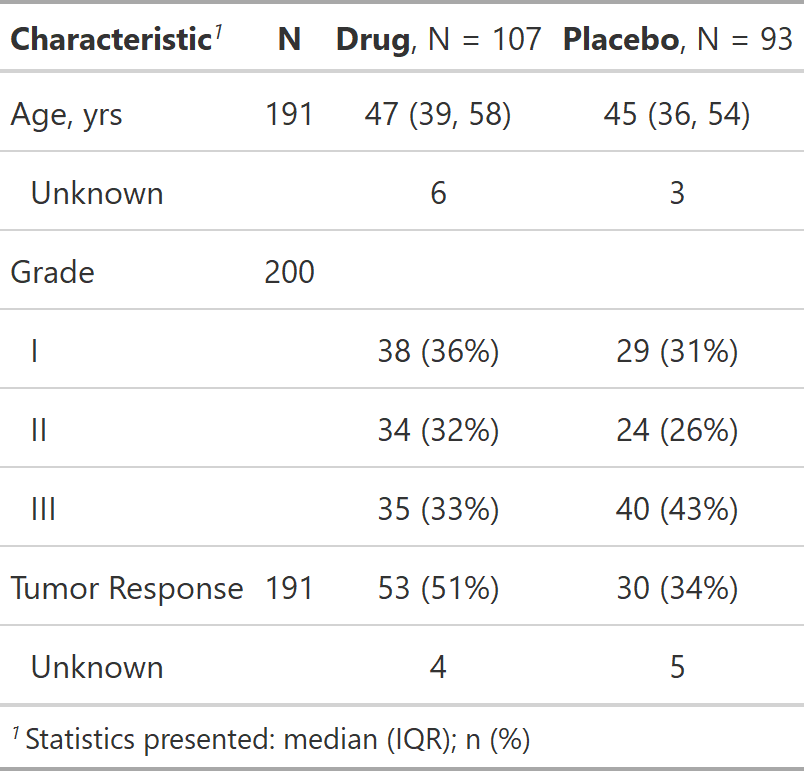 Characteristic1 N Drug, N = 107 Placebo, N = 93
Age, yrs 191 47 (39, 58) 45 (36, 54)
Unknown 6 3
Grade 200
I 38 (36%) 29 (31%)
II 34 (32%) 24 (26%)
III 35 (33%) 40 (43%)
Tumor Response 191 53 (51%) 30 (34%)
Unknown 4 5
1 Statistics presented: median (IQR); n (%)